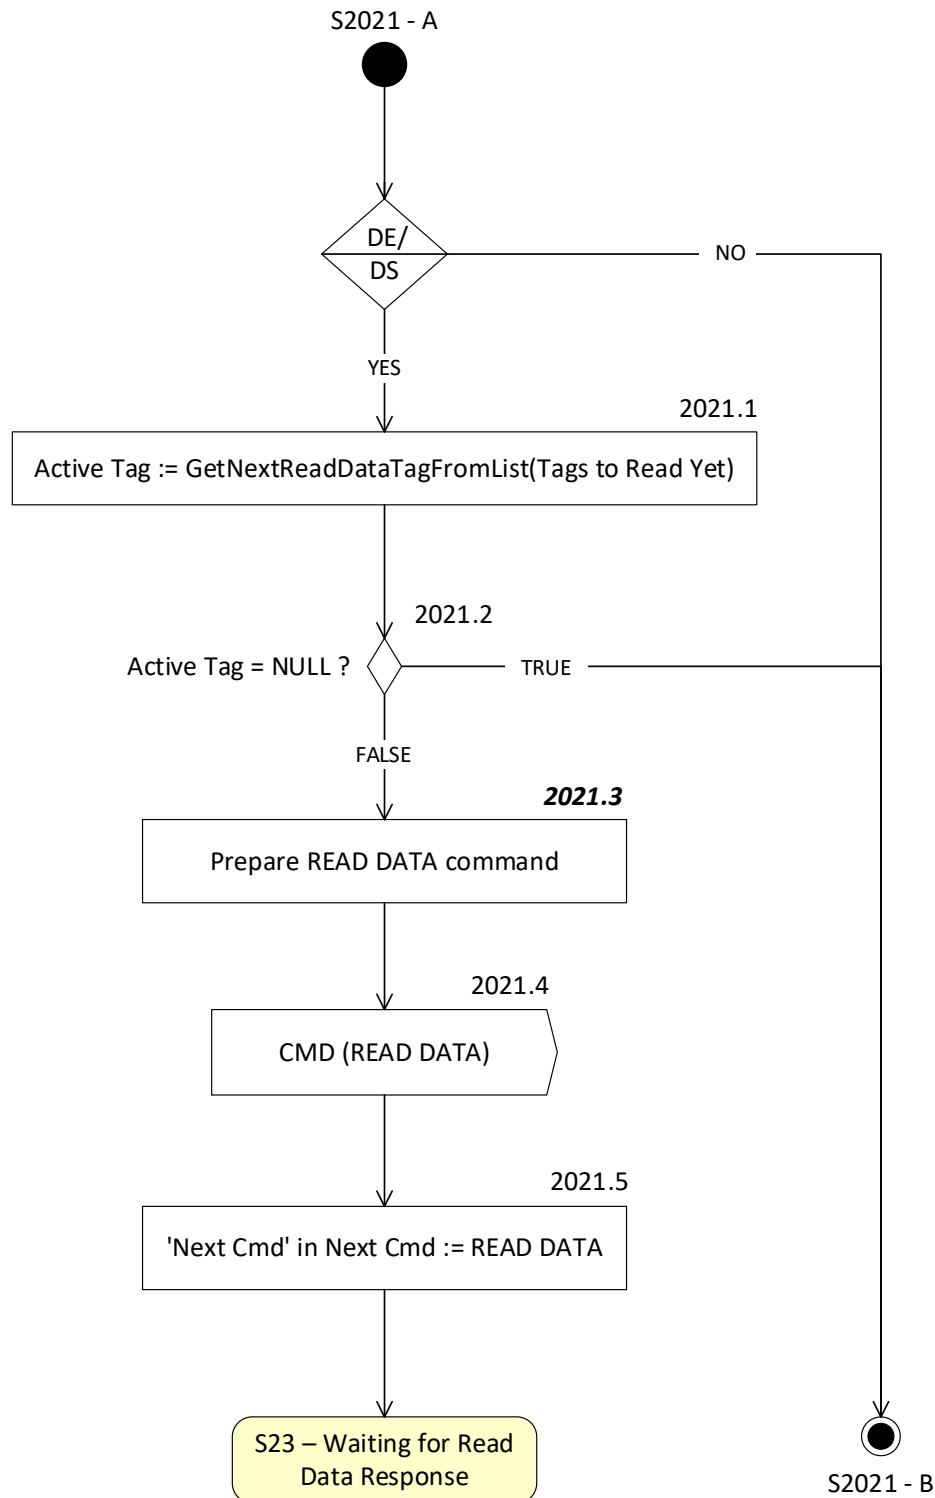 S2021 - A
DE/
DS
NO
YES
2021.1
Active Tag := GetNextReadDataTagFromList(Tags to Read Yet)
2021.2
Active Tag = NULL ?
TRUE
FALSE
2021.3
Prepare READ DATA command
2021.4
CMD (READ DATA)
2021.5
'Next Cmd' in Next Cmd := READ DATA
S23 – Waiting for Read
Data Response
S2021 - B